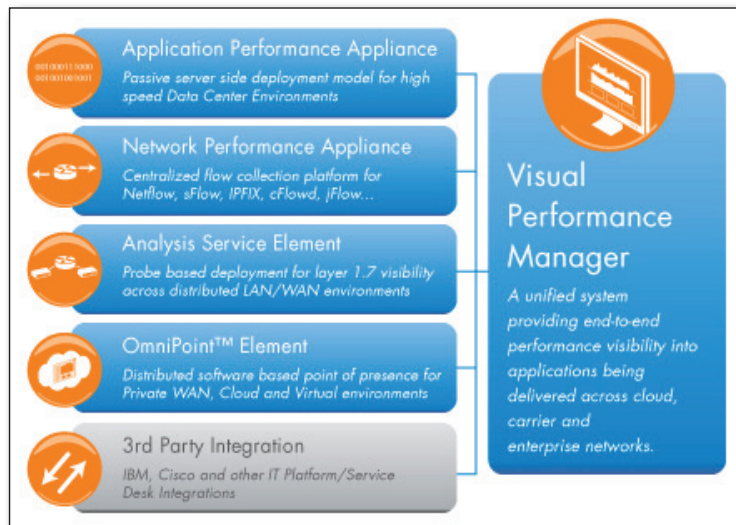 001000113000
001001001001
Application Performance Appliance
Passive server side deployment model for high
speed Data Center Environments
Network Performance Appliance
Centralized flow collection platform for
Netflow, sFlow, IPFIX, cFlowd, jFlow...
Analysis Service Element
Probe based deployment for layer 1.7 visibility
across distributed LAN/WAN environments
OmniPoint™ Element
Distributed software based point of presence for
Private WAN, Cloud and Virtual environments
3rd Party Integration
IBM, Cisco and other IT Platform/Service
Desk Integrations
Visual
Performance
Manager
A unified system
providing end-to-end
performance visibility into
applications being
delivered across cloud,
carrier and
enterprise networks.